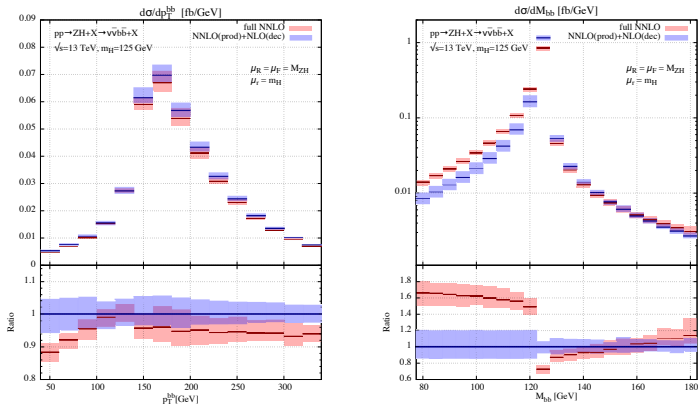 dσ/dp_T^bb [fb/GeV]
pp→ZH+X→νν̄bb̄+X
√s=13 TeV, m_H=125 GeV
full NNLO
NNLO(prod)+NLO(dec)
μ_R = μ_F = M_ZH
μ_r = m_H
0.09
0.08
0.07
0.06
0.05
0.04
0.03
0.02
0.01
0
1.1
1
0.9
0.8
Ratio
50
100
150
200
250
300
p_T^bb[GeV]
dσ/dM_bb [fb/GeV]
pp→ZH+X→νν̄bb̄+X
√s=13 TeV, m_H=125 GeV
full NNLO
NNLO(prod)+NLO(dec)
μ_R = μ_F = M_ZH
μ_r = m_H
1
0.1
0.01
1.8
1.6
1.4
1.2
1
0.8
0.6
Ratio
80
100
120
140
160
180
M_bb [GeV]